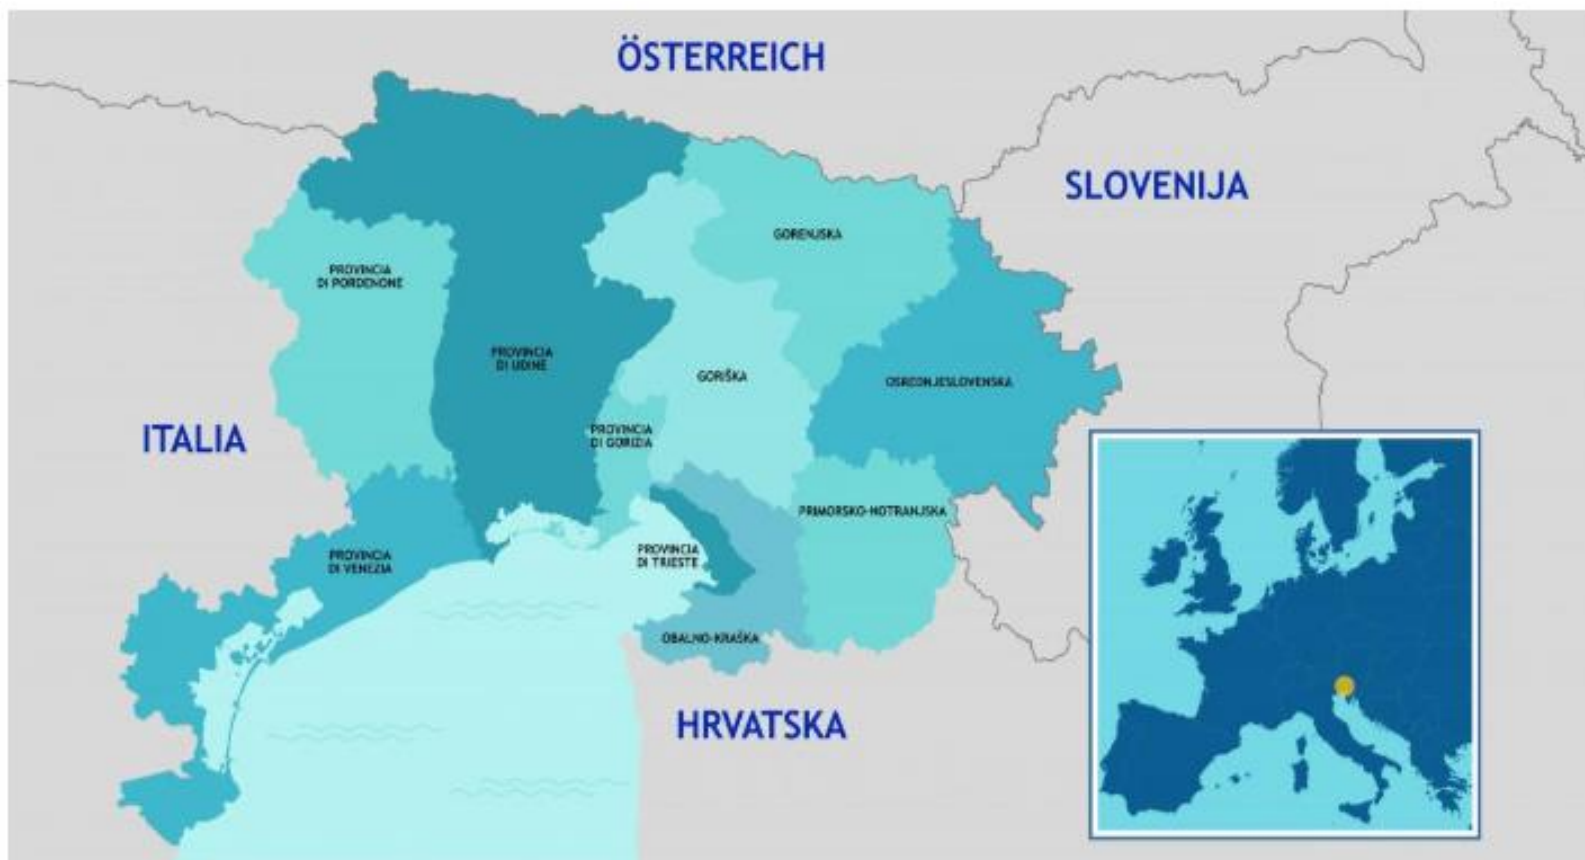 ÖSTERREICH
SLOVENIJA
GORENJSKA
PROVINCIA
DI PORDENONE
PROVINCIA
DI UDINE
GORIŠKA
OSREDNJESLOVENSKA
ITALIA
PROVINCIA
DI GORIZIA
PRIMORSKO-NOTRANJSKA
PROVINCIA
DI VENEZIA
PROVINCIA
DI TRIESTE
OBALNO-KRAŠKA
HRVATSKA